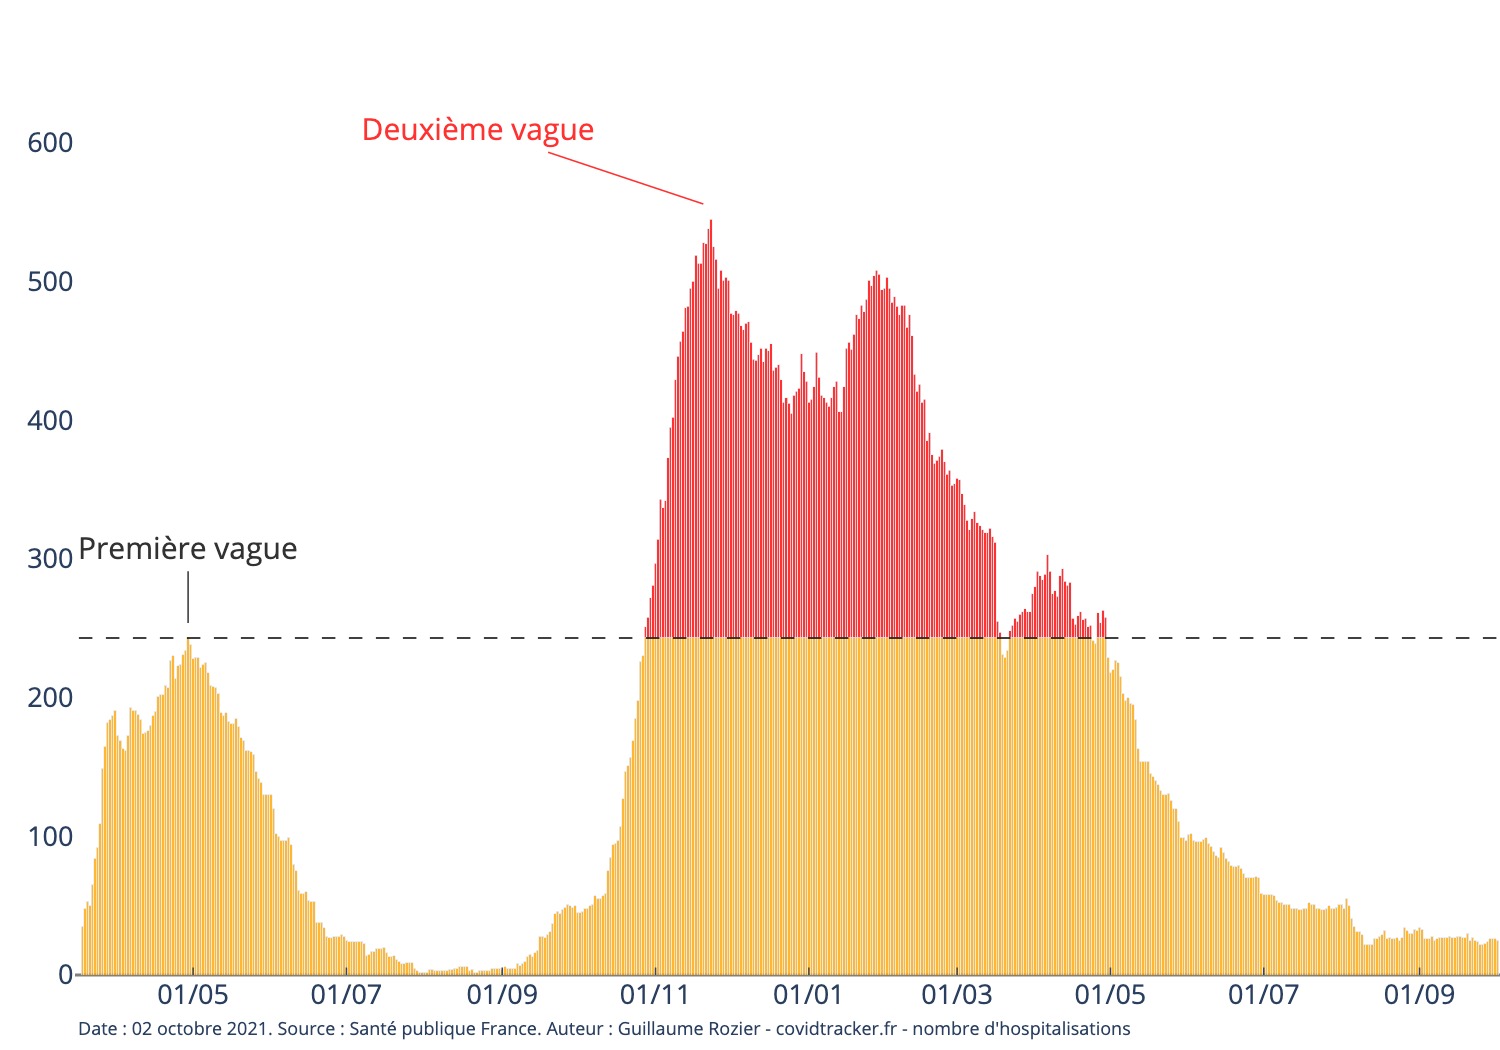 Deuxième vague
600
500
400
300
Première vague
200
100
0
01/05 01/07 01/09 01/11 01/01 01/03 01/05 01/07 01/09
Date : 02 octobre 2021. Source : Santé publique France. Auteur : Guillaume Rozier - covidtracker.fr - nombre d'hospitalisations